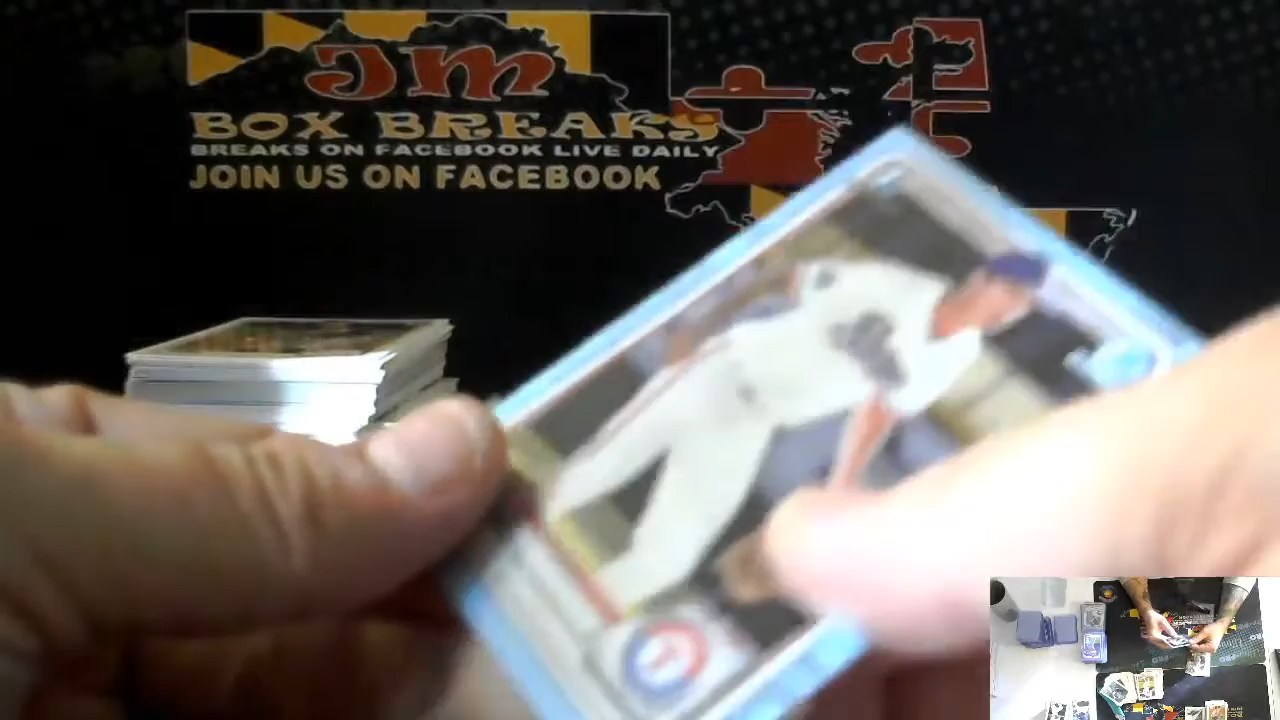 JM
BOX BREAKS
BREAKS ON FACEBOOK LIVE DAILY
JOIN US ON FACEBOOK